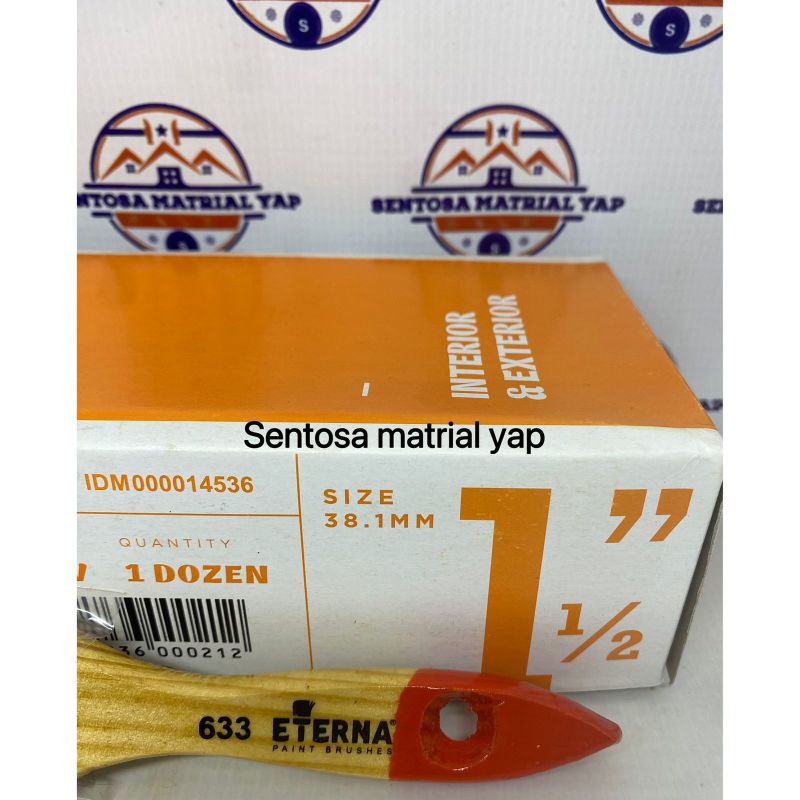 S
S
SENTOSA MATRIAL YAP
SENTOSA MATRIAL YAP
S
S
INTERIOR
& EXTERIOR
Sentosa matrial yap
IDM000014536
SIZE
38.1MM
1 1/2”
QUANTITY
1 DOZEN
36 000212
633 ETERNA®
PAINT BRUSHES